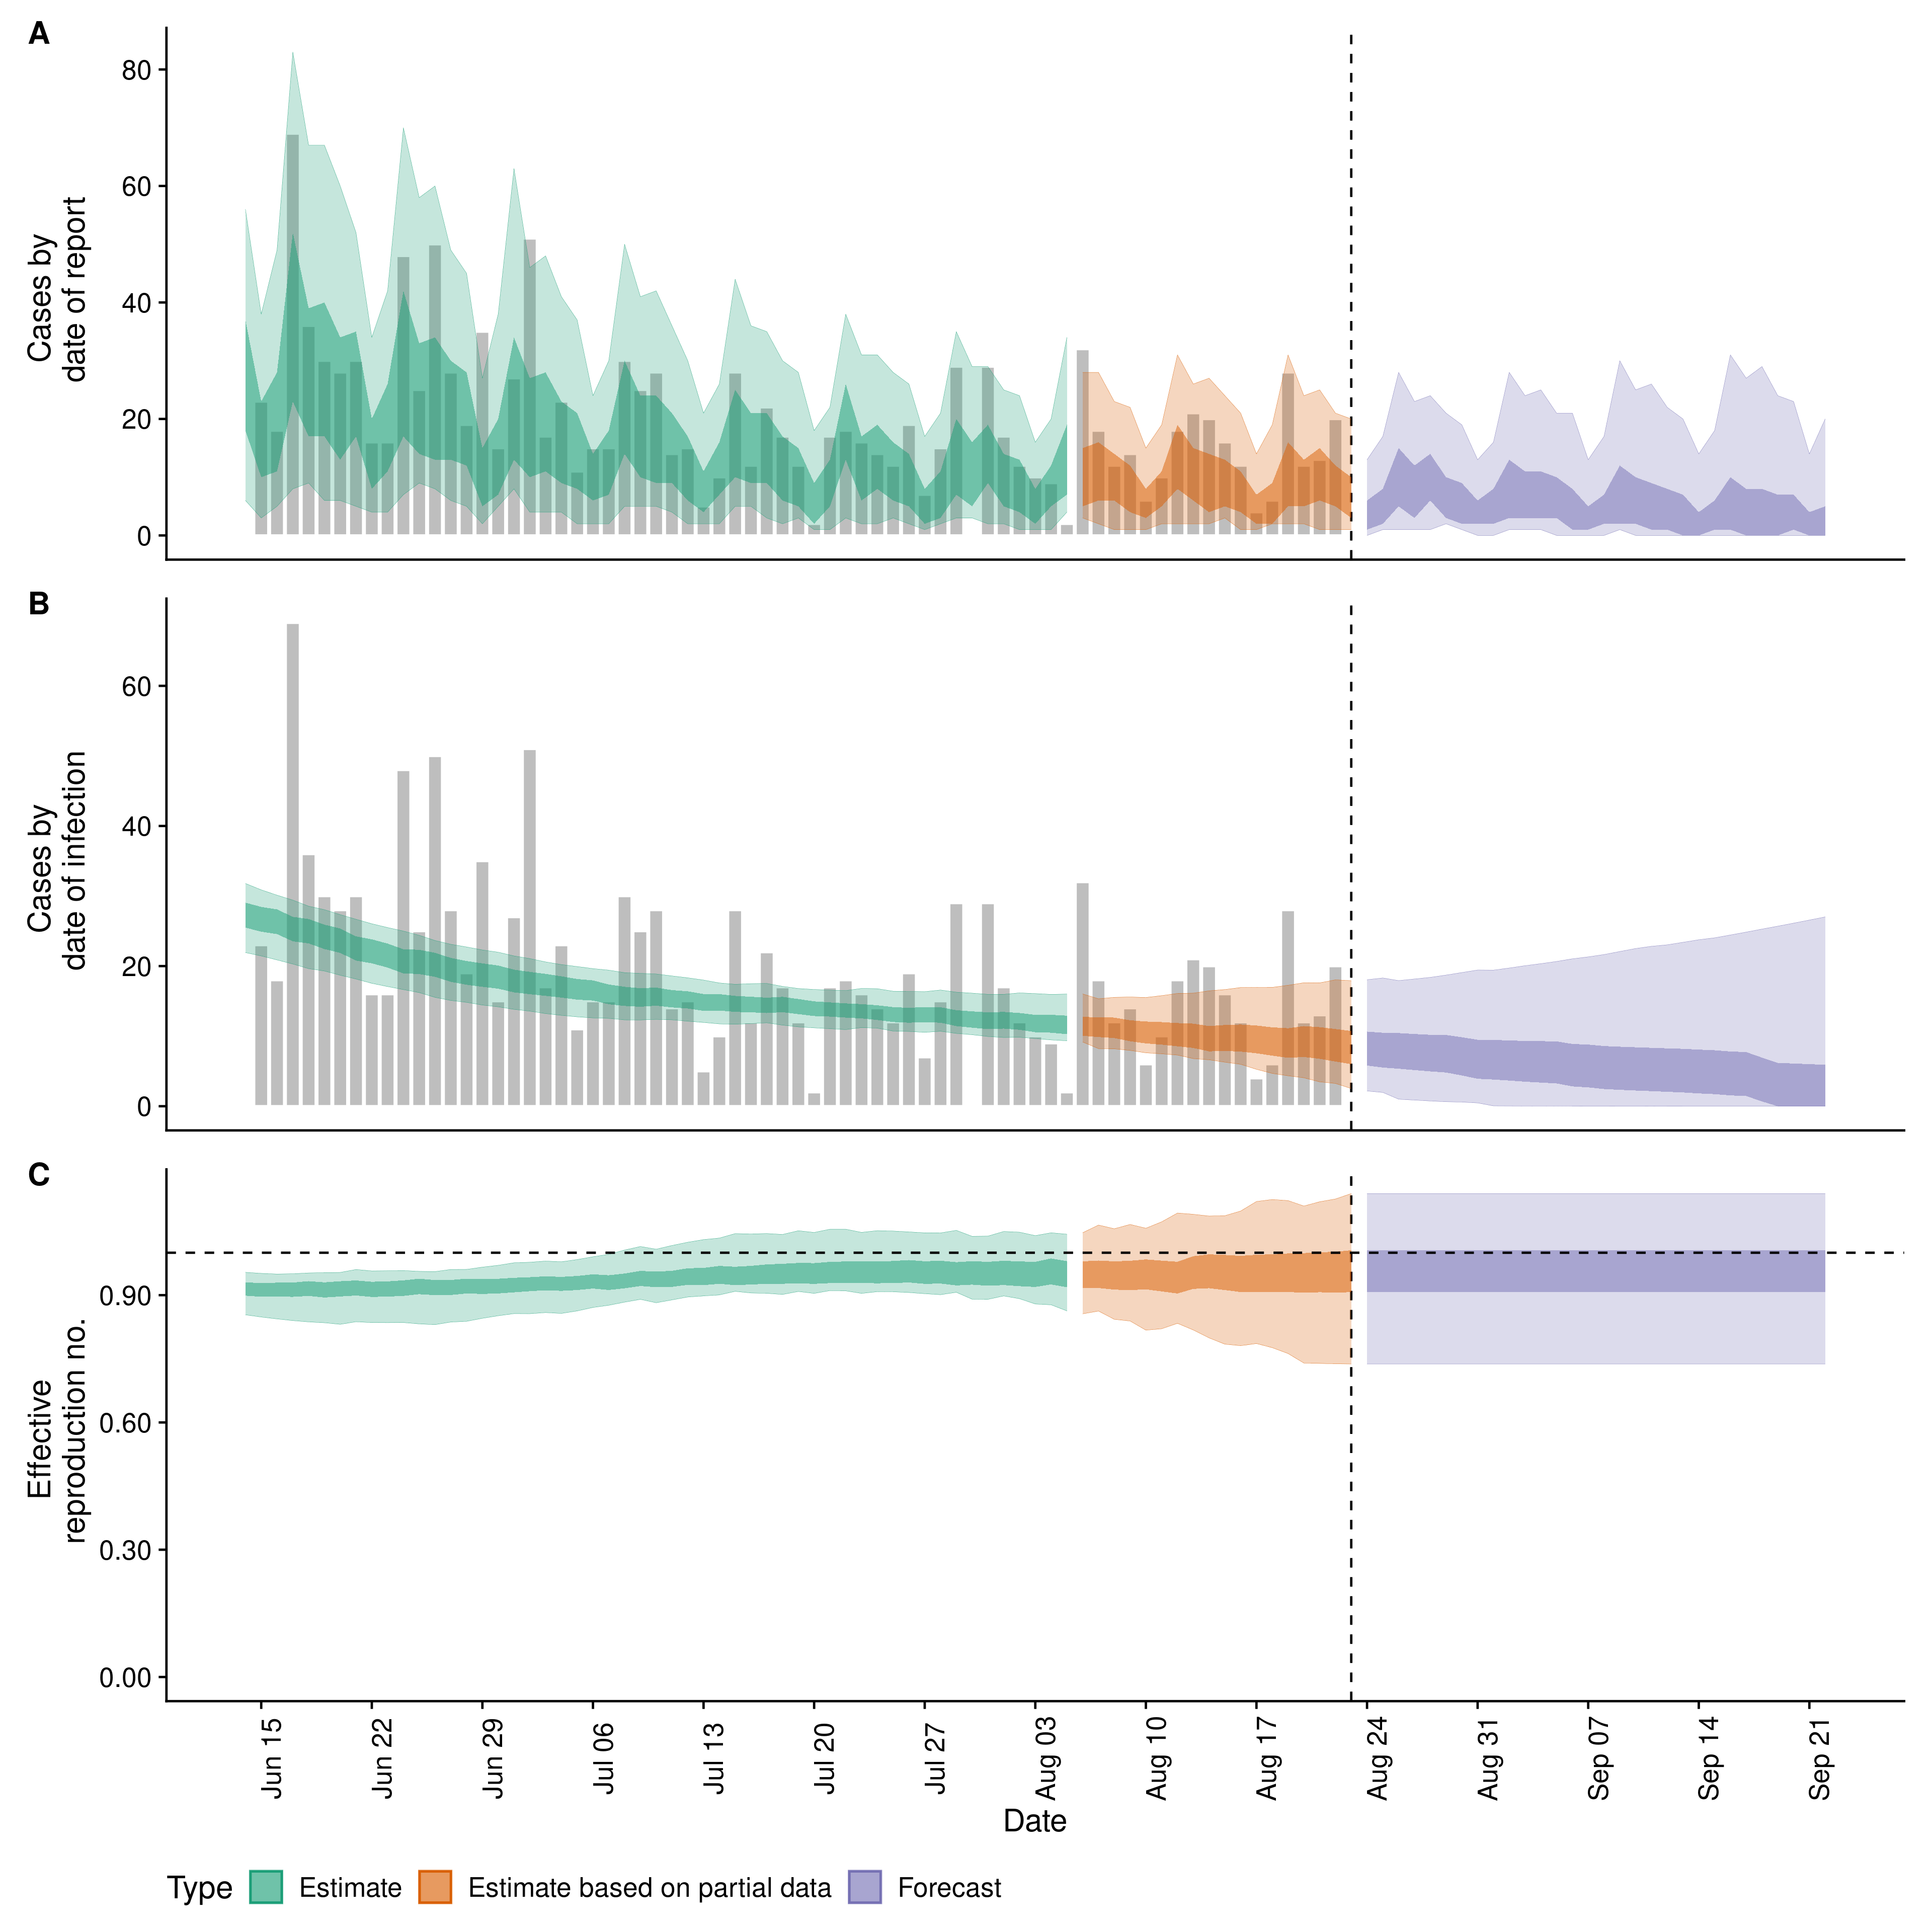 A
80
60
40
20
0
Cases by
date of report
B
60
40
20
0
Cases by
date of infection
C
0.90
0.60
0.30
0.00
Effective
reproduction no.
Jun 15
Jun 22
Jun 29
Jul 06
Jul 13
Jul 20
Jul 27
Aug 03
Aug 10
Aug 17
Aug 24
Aug 31
Sep 07
Sep 14
Sep 21
Date
Type Estimate Estimate based on partial data Forecast